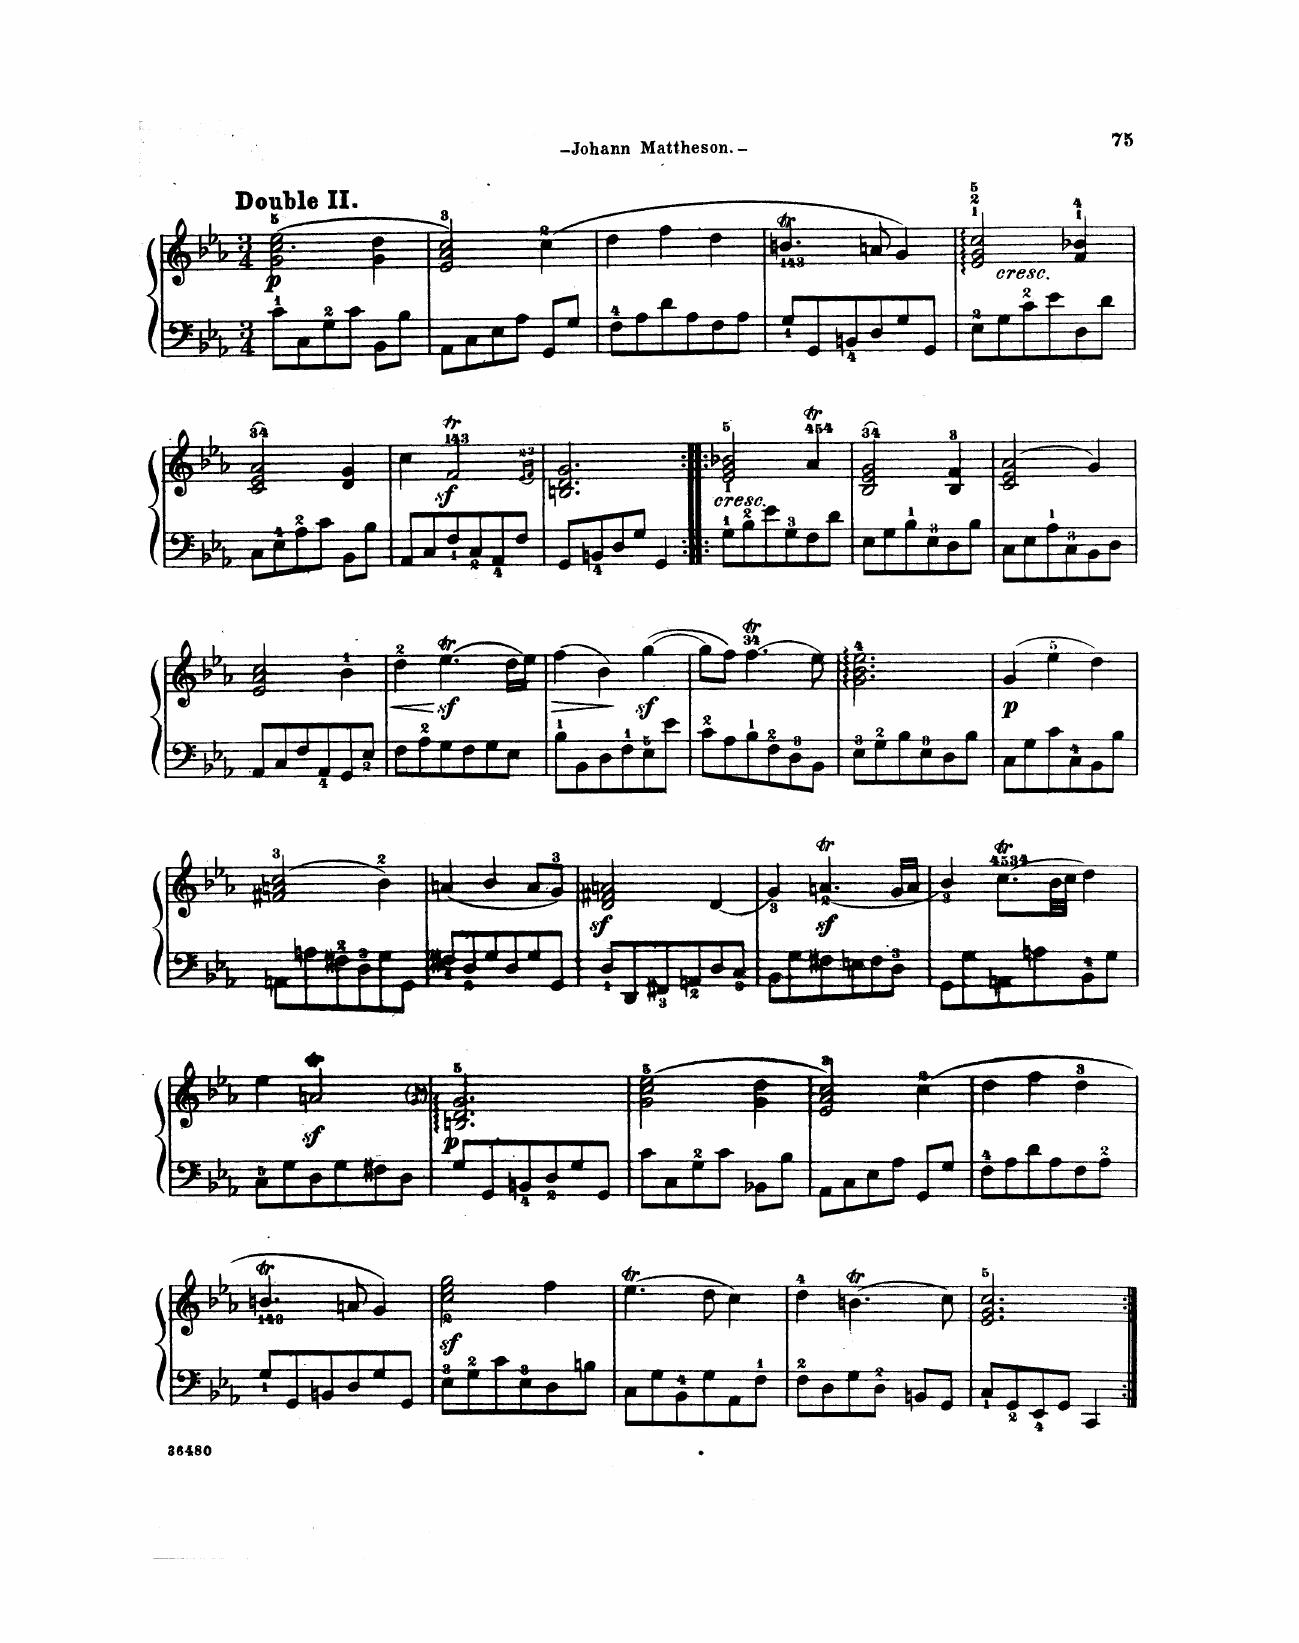 –Johann Mattheson.–
75
Double II.
p
cresc.
sf
cresc.
sf
sf
p
sf
sf
sf
p
sf
36480